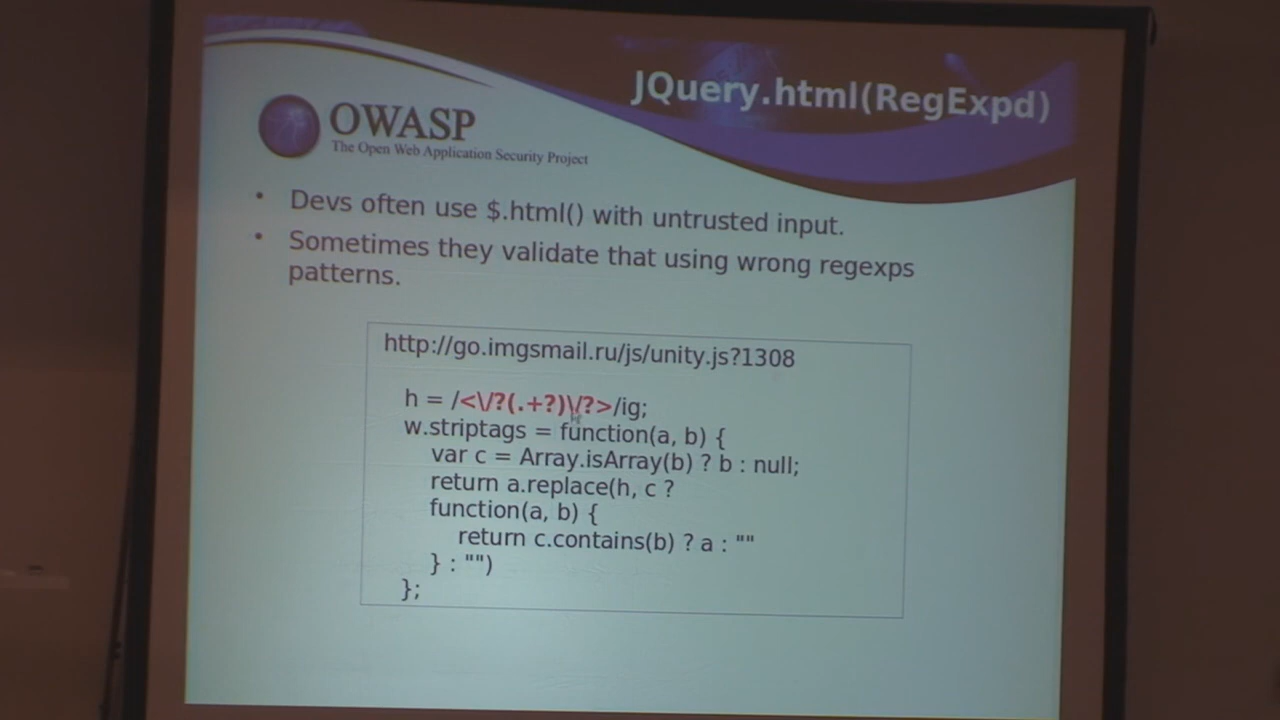 JQuery.html(RegExpd)
OWASP
The Open Web Application Security Project
• Devs often use $.html() with untrusted input.
• Sometimes they validate that using wrong regexps
patterns.
http://go.imgsmail.ru/js/unity.js?1308
h = /<\/?(.+?)\/?>/ig;
w.striptags = function(a, b) {
var c = Array.isArray(b) ? b : null;
return a.replace(h, c ?
function(a, b) {
return c.contains(b) ? a : ""
} : "")
};